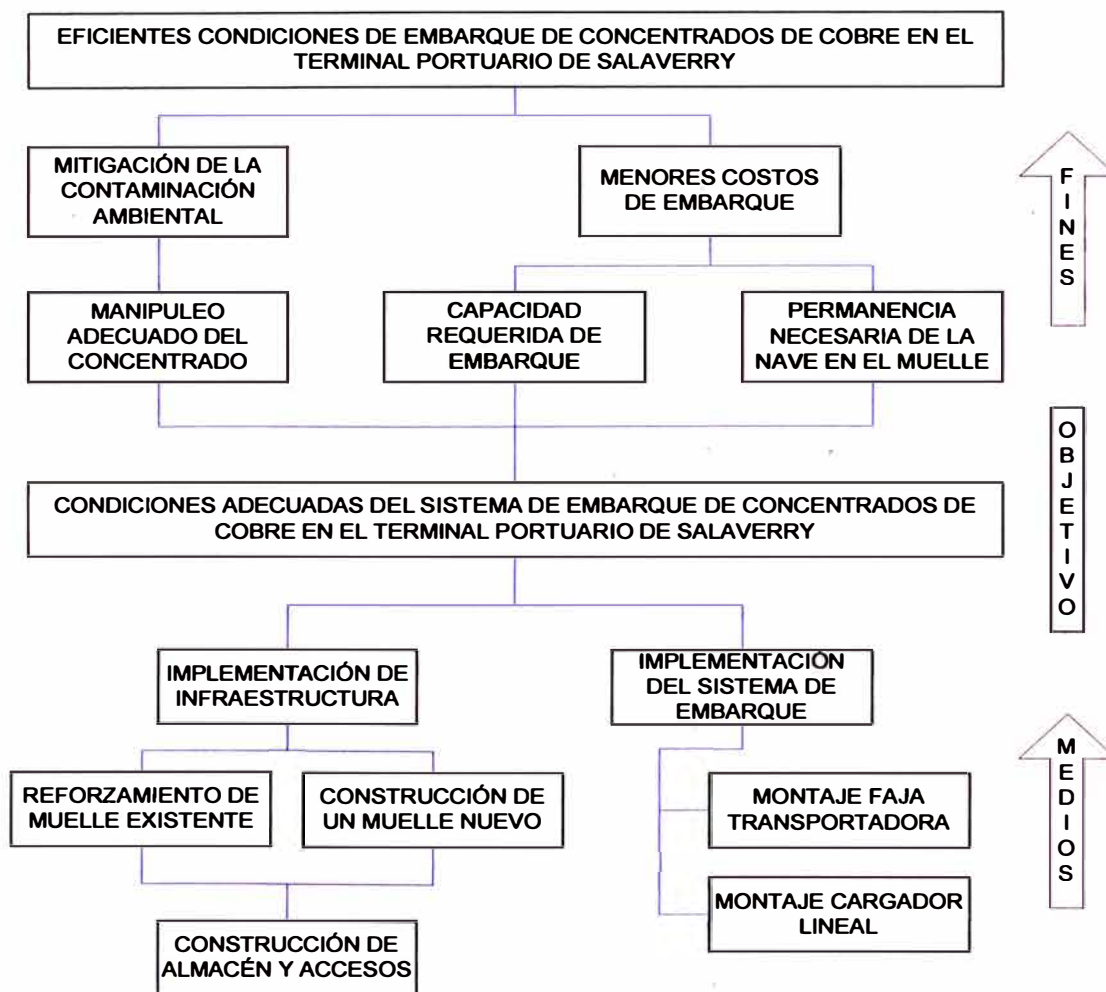 EFICIENTES CONDICIONES DE EMBARQUE DE CONCENTRADOS DE COBRE EN EL
TERMINAL PORTUARIO DE SALAVERRY
MITIGACIÓN DE LA
CONTAMINACIÓN
AMBIENTAL
MENORES COSTOS
DE EMBARQUE
FINES
MANIPULEO
ADECUADO DEL
CONCENTRADO
CAPACIDAD
REQUERIDA DE
EMBARQUE
PERMANENCIA
NECESARIA DE LA
NAVE EN EL MUELLE
CONDICIONES ADECUADAS DEL SISTEMA DE EMBARQUE DE CONCENTRADOS DE
COBRE EN EL TERMINAL PORTUARIO DE SALAVERRY
OBJETIVO
IMPLEMENTACIÓN DE
INFRAESTRUCTURA
IMPLEMENTACIÓN
DEL SISTEMA DE
EMBARQUE
REFORZAMIENTO DE
MUELLE EXISTENTE
CONSTRUCCIÓN DE
UN MUELLE NUEVO
MONTAJE FAJA
TRANSPORTADORA
MEDIOS
MONTAJE CARGADOR
LINEAL
CONSTRUCCIÓN DE
ALMACÉN Y ACCESOS